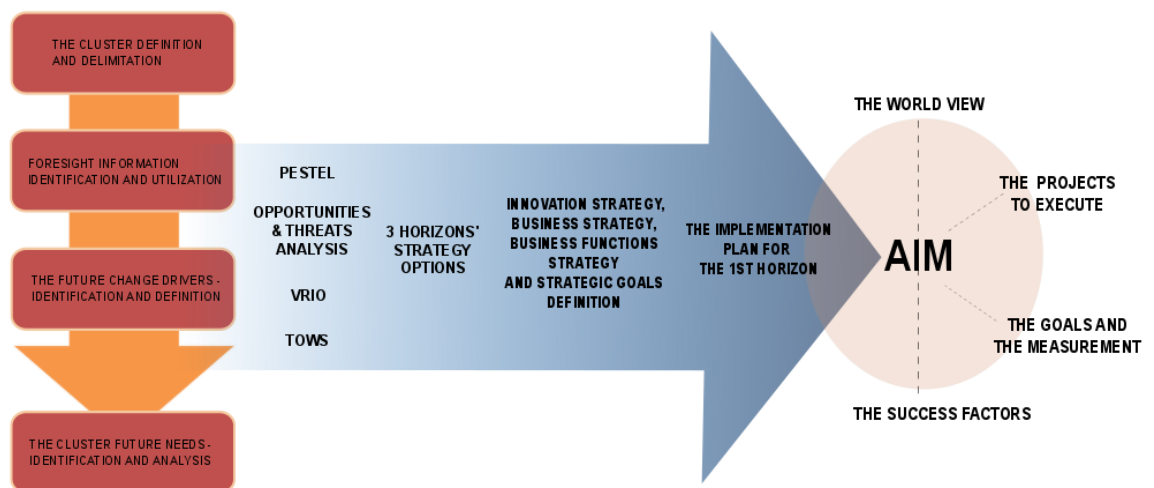 THE CLUSTER DEFINITION
AND DELIMITATION
FORESIGHT INFORMATION
IDENTIFICATION AND UTILIZATION
THE FUTURE CHANGE DRIVERS -
IDENTIFICATION AND DEFINITION
THE CLUSTER FUTURE NEEDS -
IDENTIFICATION AND ANALYSIS
PESTEL
OPPORTUNITIES
& THREATS
ANALYSIS
VRIO
TOWS
3 HORIZONS'
STRATEGY
OPTIONS
INNOVATION STRATEGY,
BUSINESS STRATEGY,
BUSINESS FUNCTIONS
STRATEGY
AND STRATEGIC GOALS
DEFINITION
THE IMPLEMENTATION
PLAN FOR
THE 1ST HORIZON
THE WORLD VIEW
THE PROJECTS
TO EXECUTE
AIM
THE GOALS AND
THE MEASUREMENT
THE SUCCESS FACTORS